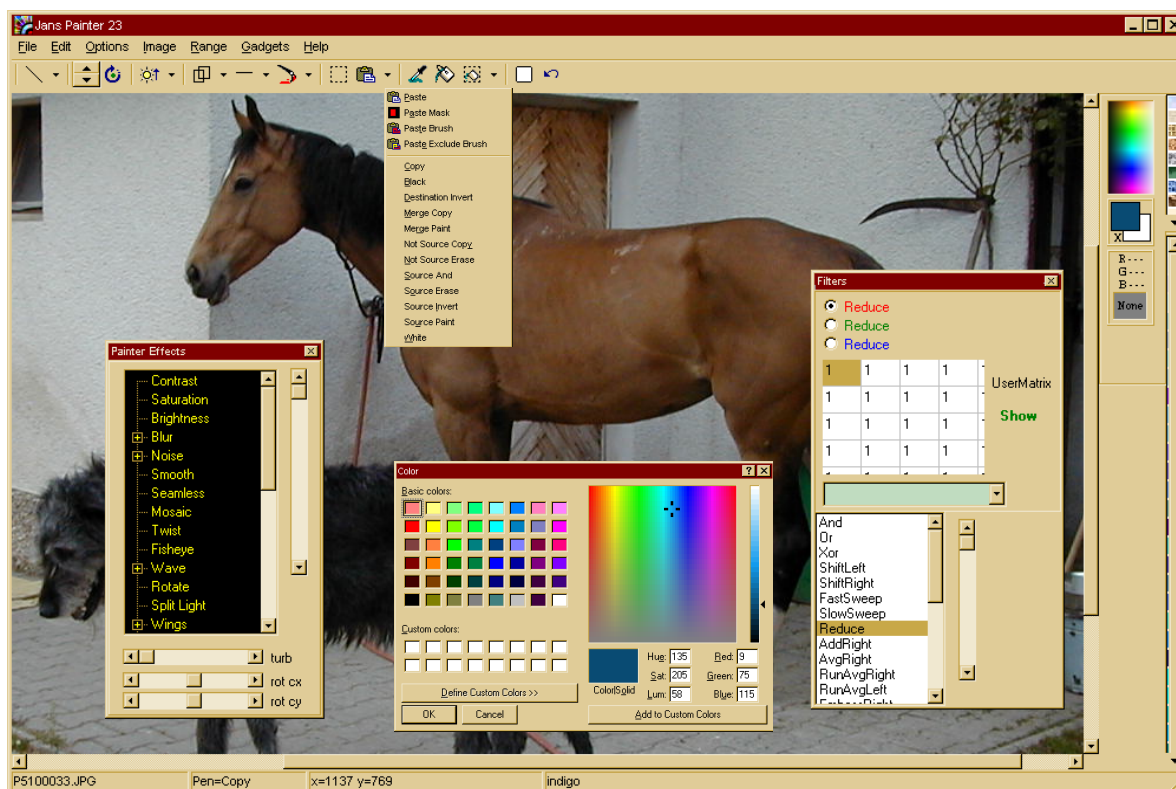 Jans Painter 23
File Edit Options Image Range Gadgets Help
Paste
Paste Mask
Paste Brush
Paste Exclude Brush
Copy
Black
Destination Invert
Merge Copy
Merge Paint
Not Source Copy
Not Source Erase
Source And
Source Erase
Source Invert
Source Paint
White
X
R---
G---
B---
None
Painter Effects
Contrast
Saturation
Brightness
Blur
Noise
Smooth
Seamless
Mosaic
Twist
Fisheye
Wave
Rotate
Split Light
Wings
turb
rot cx
rot cy
Color
Basic colors:
Custom colors:
Define Custom Colors >>
OK Cancel
Color|Solid
Hue: 135 Red: 9
Sat: 205 Green: 75
Lum: 58 Blue: 115
Add to Custom Colors
Filters
Reduce
Reduce
Reduce
1 1 1 1
1 1 1 1
1 1 1 1
1 1 1 1
1 1 1 1
UserMatrix
Show
And
Or
Xor
ShiftLeft
ShiftRight
FastSweep
SlowSweep
Reduce
AddRight
AvgRight
RunAvgRight
RunAvgLeft
P5100033.JPG Pen=Copy x=1137 y=769 indigo